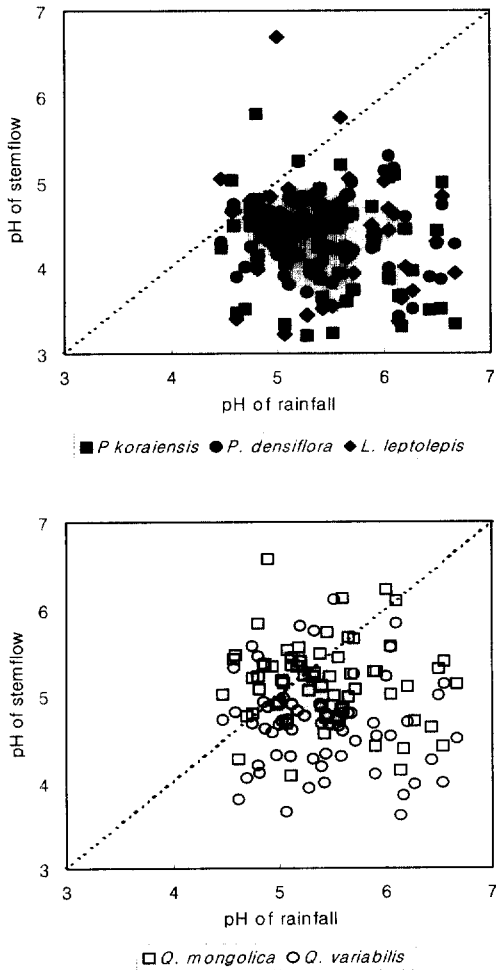 7
6
5
4
3
pH of stemflow
3 4 5 6 7
pH of rainfall
P koraiensis P. densiflora L. leptolepis
7
6
5
4
3
pH of stemflow
3 4 5 6 7
pH of rainfall
Q. mongolica Q. variabilis